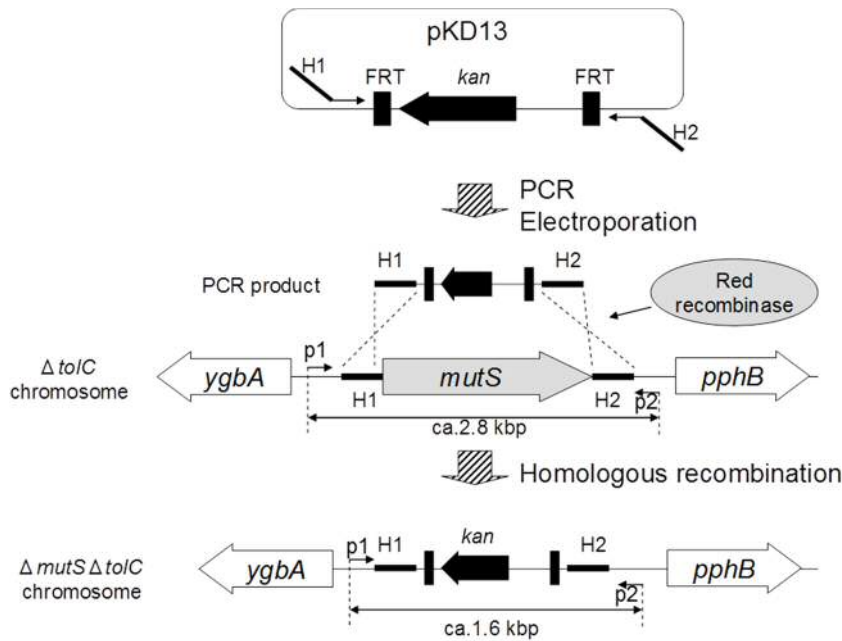 pKD13
H1
FRT
kan
FRT
H2
PCR
Electroporation
H1
H2
PCR product
Red
recombinase
p1
Δ tolC
chromosome
ygbA
mutS
pphB
H1
H2
p2
ca.2.8 kbp
Homologous recombination
kan
p1
H1
H2
Δ mutS Δ tolC
chromosome
ygbA
pphB
p2
ca.1.6 kbp